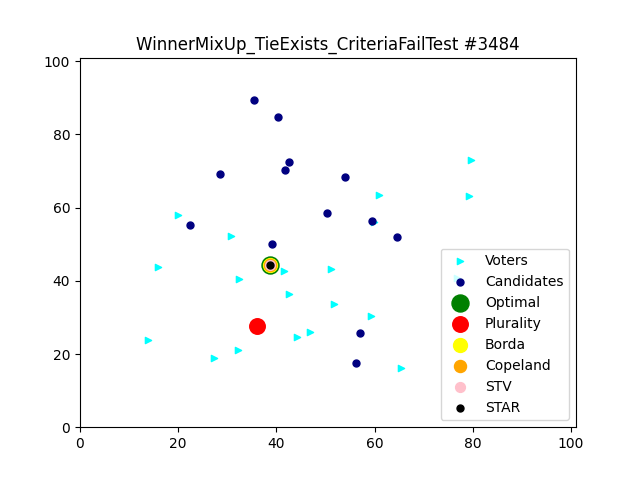 WinnerMixUp_TieExists_CriteriaFailTest #3484
100
80
60
40
20
0
0 20 40 60 80 100
Voters
Candidates
Optimal
Plurality
Borda
Copeland
STV
STAR